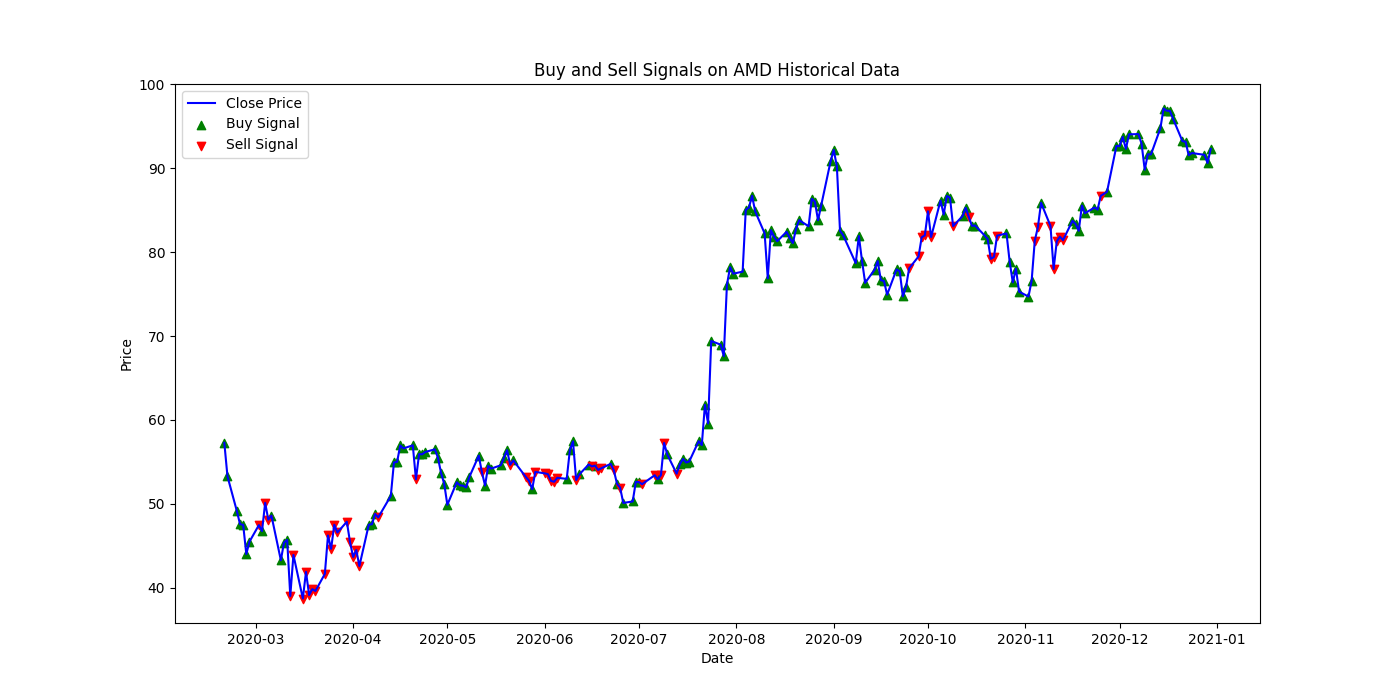 Buy and Sell Signals on AMD Historical Data
Close Price
Buy Signal
Sell Signal
Price
100
90
80
70
60
50
40
2020-03 2020-04 2020-05 2020-06 2020-07 2020-08 2020-09 2020-10 2020-11 2020-12 2021-01
Date